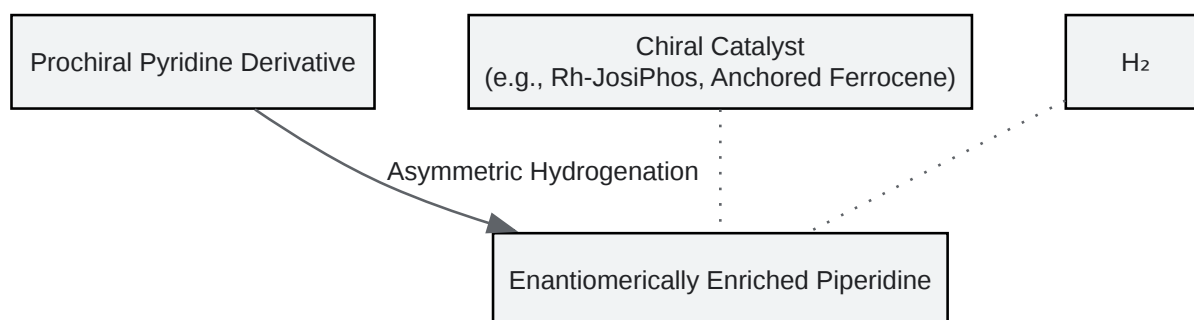 Prochiral Pyridine Derivative
Chiral Catalyst
(e.g., Rh-JosiPhos, Anchored Ferrocene)
H₂
Asymmetric Hydrogenation
Enantiomerically Enriched Piperidine